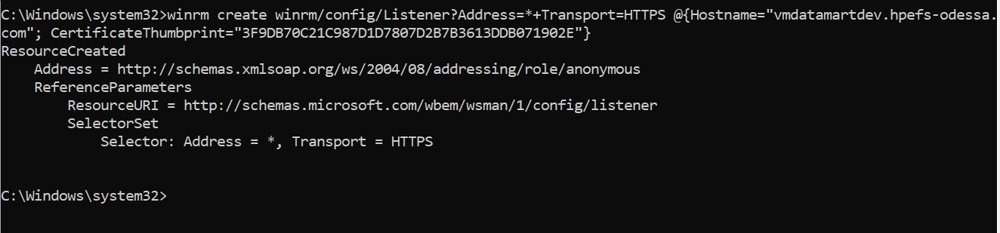 C:\Windows\system32>winrm create winrm/config/Listener?Address=*+Transport=HTTPS @{Hostname="vmdatamartdev.hpefs-odessa.
com"; CertificateThumbprint="3F9DB70C21C987D1D7807D2B7B3613DDB071902E"}
ResourceCreated
    Address = http://schemas.xmlsoap.org/ws/2004/08/addressing/role/anonymous
    ReferenceParameters
        ResourceURI = http://schemas.microsoft.com/wbem/wsman/1/config/listener
        SelectorSet
            Selector: Address = *, Transport = HTTPS
C:\Windows\system32>